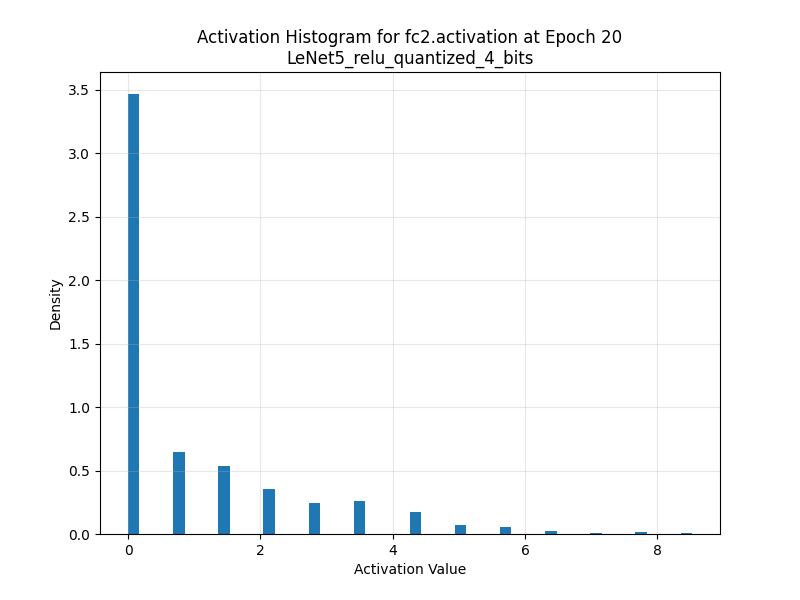 Activation Histogram for fc2.activation at Epoch 20
LeNet5_relu_quantized_4_bits
3.5
3.0
2.5
2.0
1.5
1.0
0.5
0.0
Density
0 2 4 6 8
Activation Value